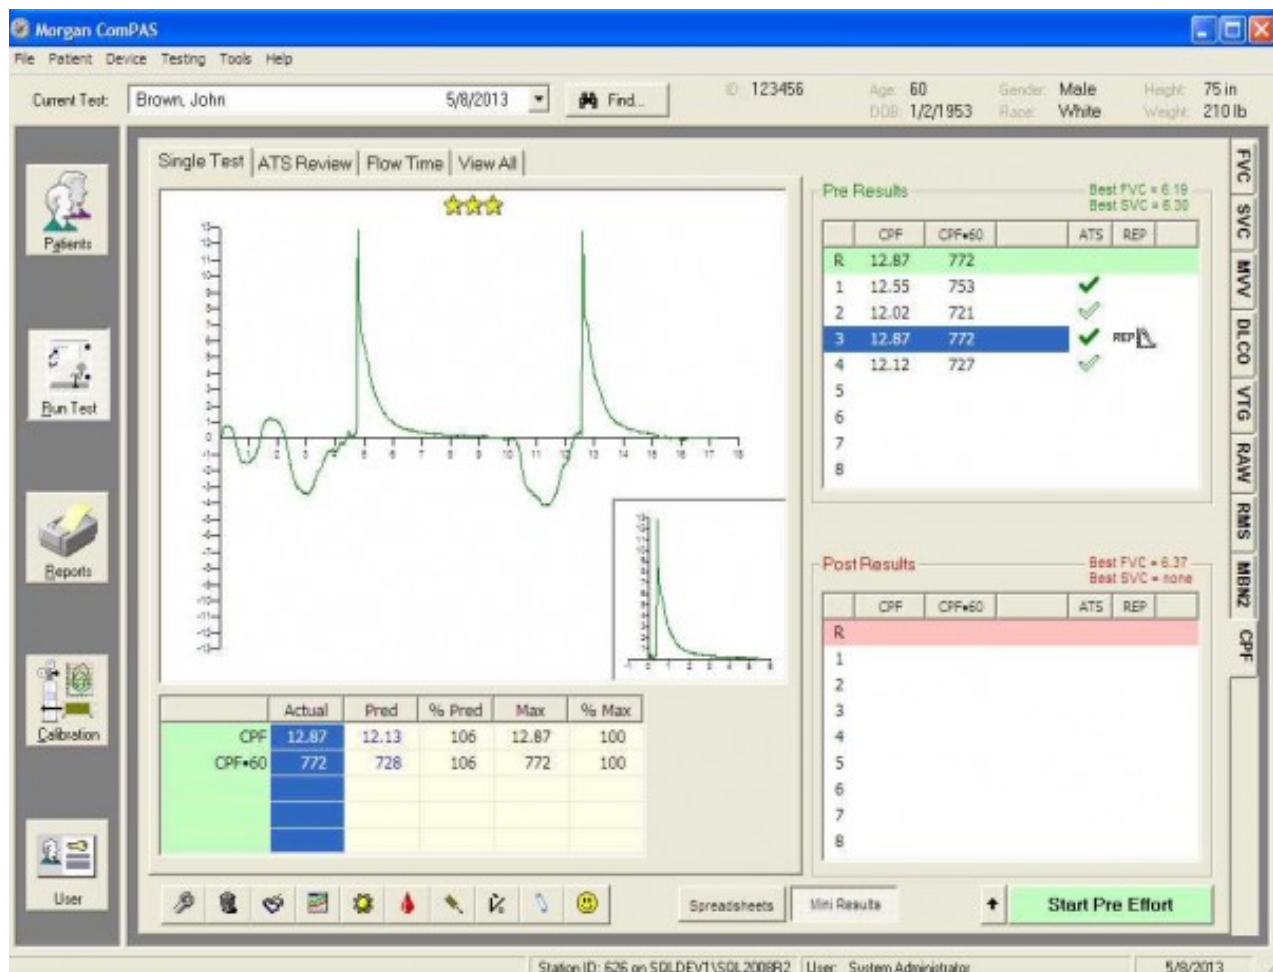 Morgan ComPAS
File Patient Device Testing Tools Help
Current Test: Brown, John 5/8/2013 Find... ID: 123456 Age: 60 Gender: Male Height: 75 in
DOB: 1/2/1953 Race: White Weight: 210 lb
Patients
Run Test
Reports
Calibration
User
Single Test ATS Review Flow Time View All
Actual Pred % Pred Max % Max
CPF 12.87 12.13 106 12.87 100
CPF•60 772 728 106 772 100
Pre Results Best FVC = 6.19
Best SVC = 6.30
CPF CPF•60 ATS REP
R 12.87 772
1 12.55 753
2 12.02 721
3 12.87 772 REP
4 12.12 727
5
6
7
8
Post Results Best FVC = 6.37
Best SVC = none
CPF CPF•60 ATS REP
R
1
2
3
4
5
6
7
8
FVC
SVC
MVV
DLCO
VTG
RAW
RMS
MBN2
CPF
Spreadsheets Mini Results Start Pre Effort
Station ID: 626 on SQLDEV1\SQL2008R2 User: System Administrator 5/8/2013